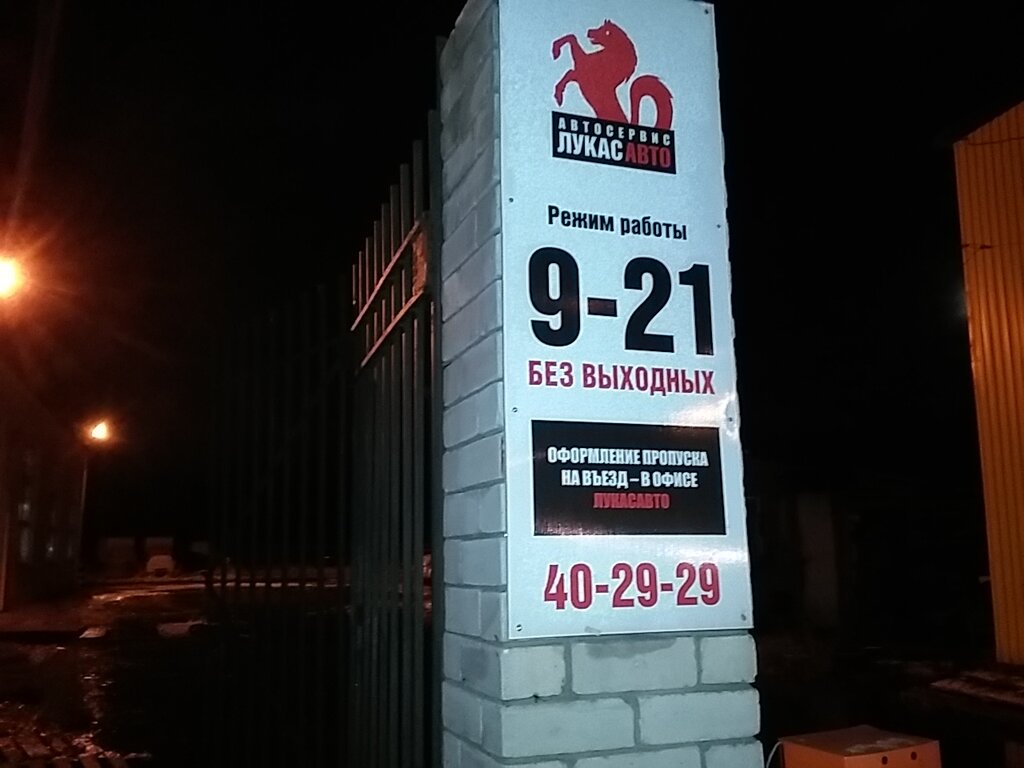 АВТОСЕРВИС
ЛУКАСАВТО
Режим работы
9-21
БЕЗ ВЫХОДНЫХ
ОФОРМЛЕНИЕ ПРОПУСКА
НА ВЪЕЗД – В ОФИСЕ
ЛУКАСАВТО
40-29-29